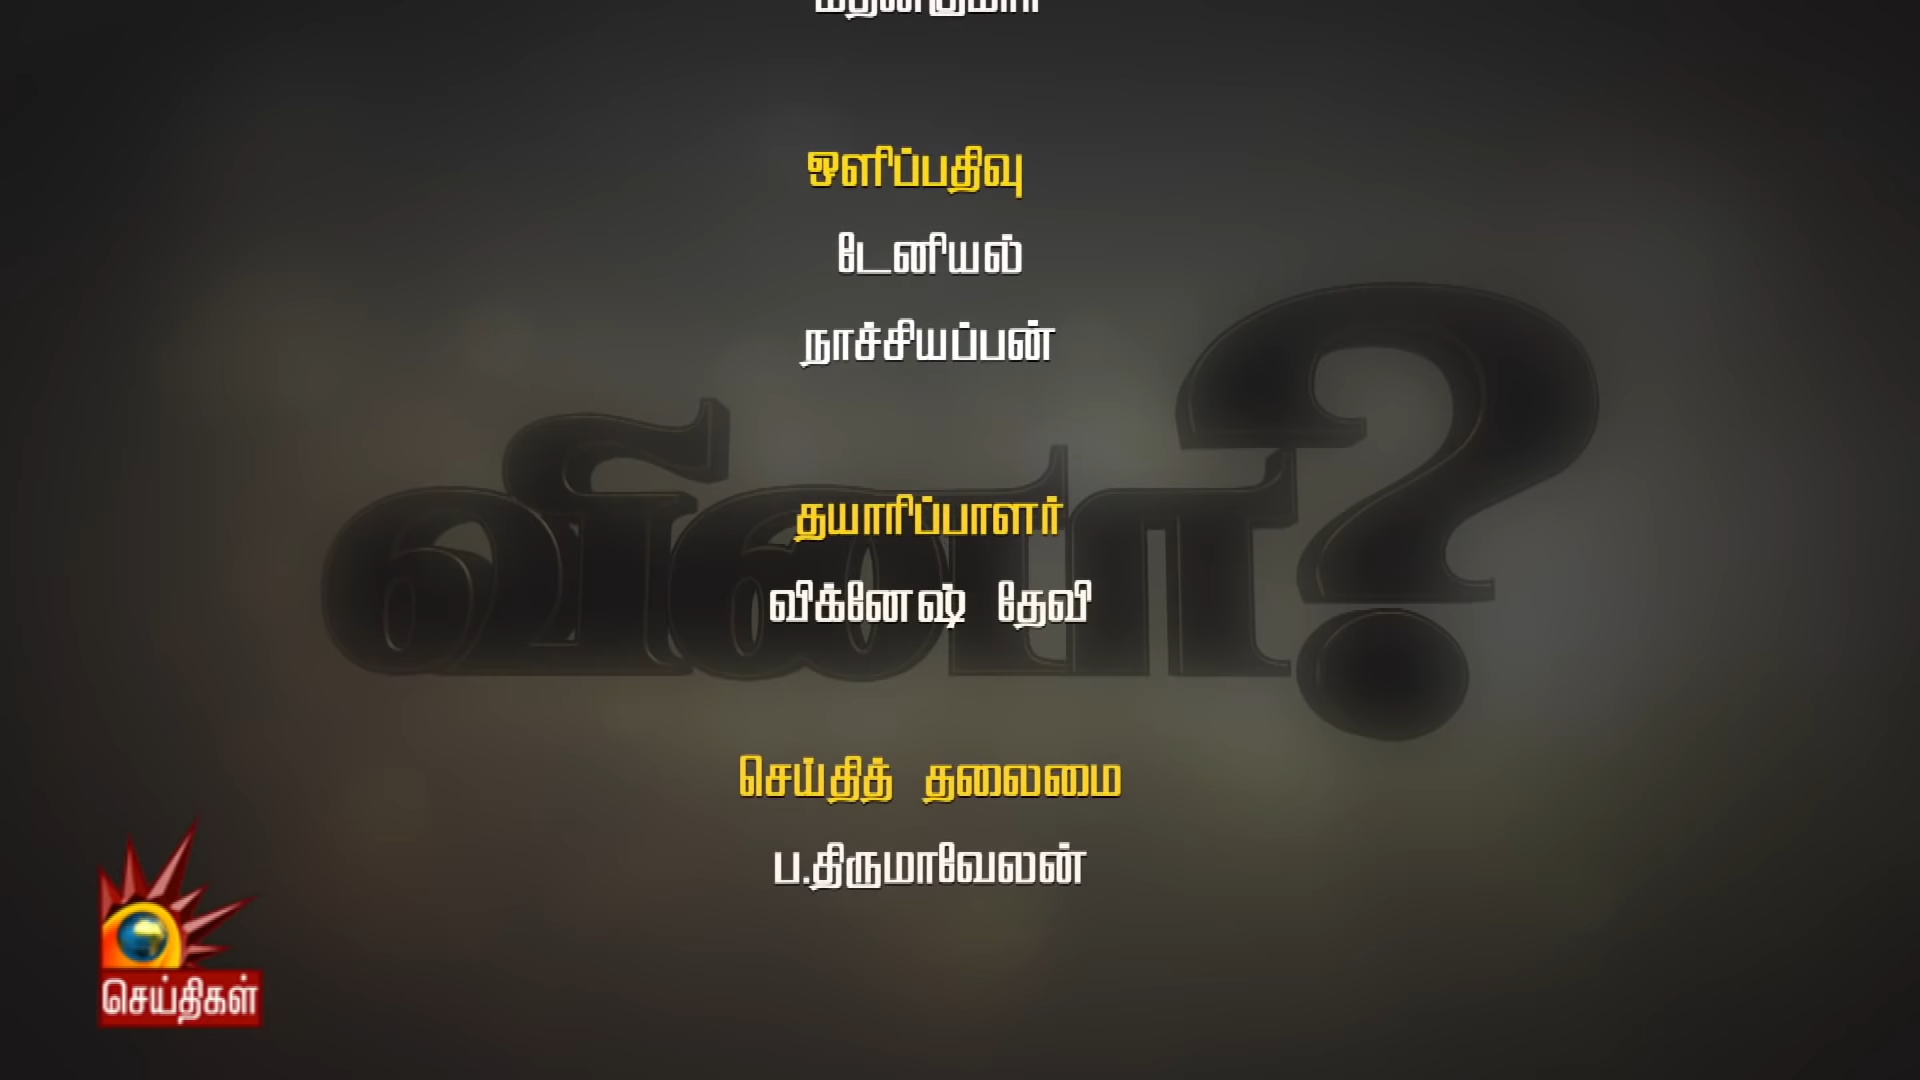 ஒளிப்பதிவு
டேனியல்
நாச்சியப்பன்
வினா?
தயாரிப்பாளர்
விக்னேஷ் தேவி
செய்தித் தலைமை
ப.திருமாவேலன்
செய்திகள்